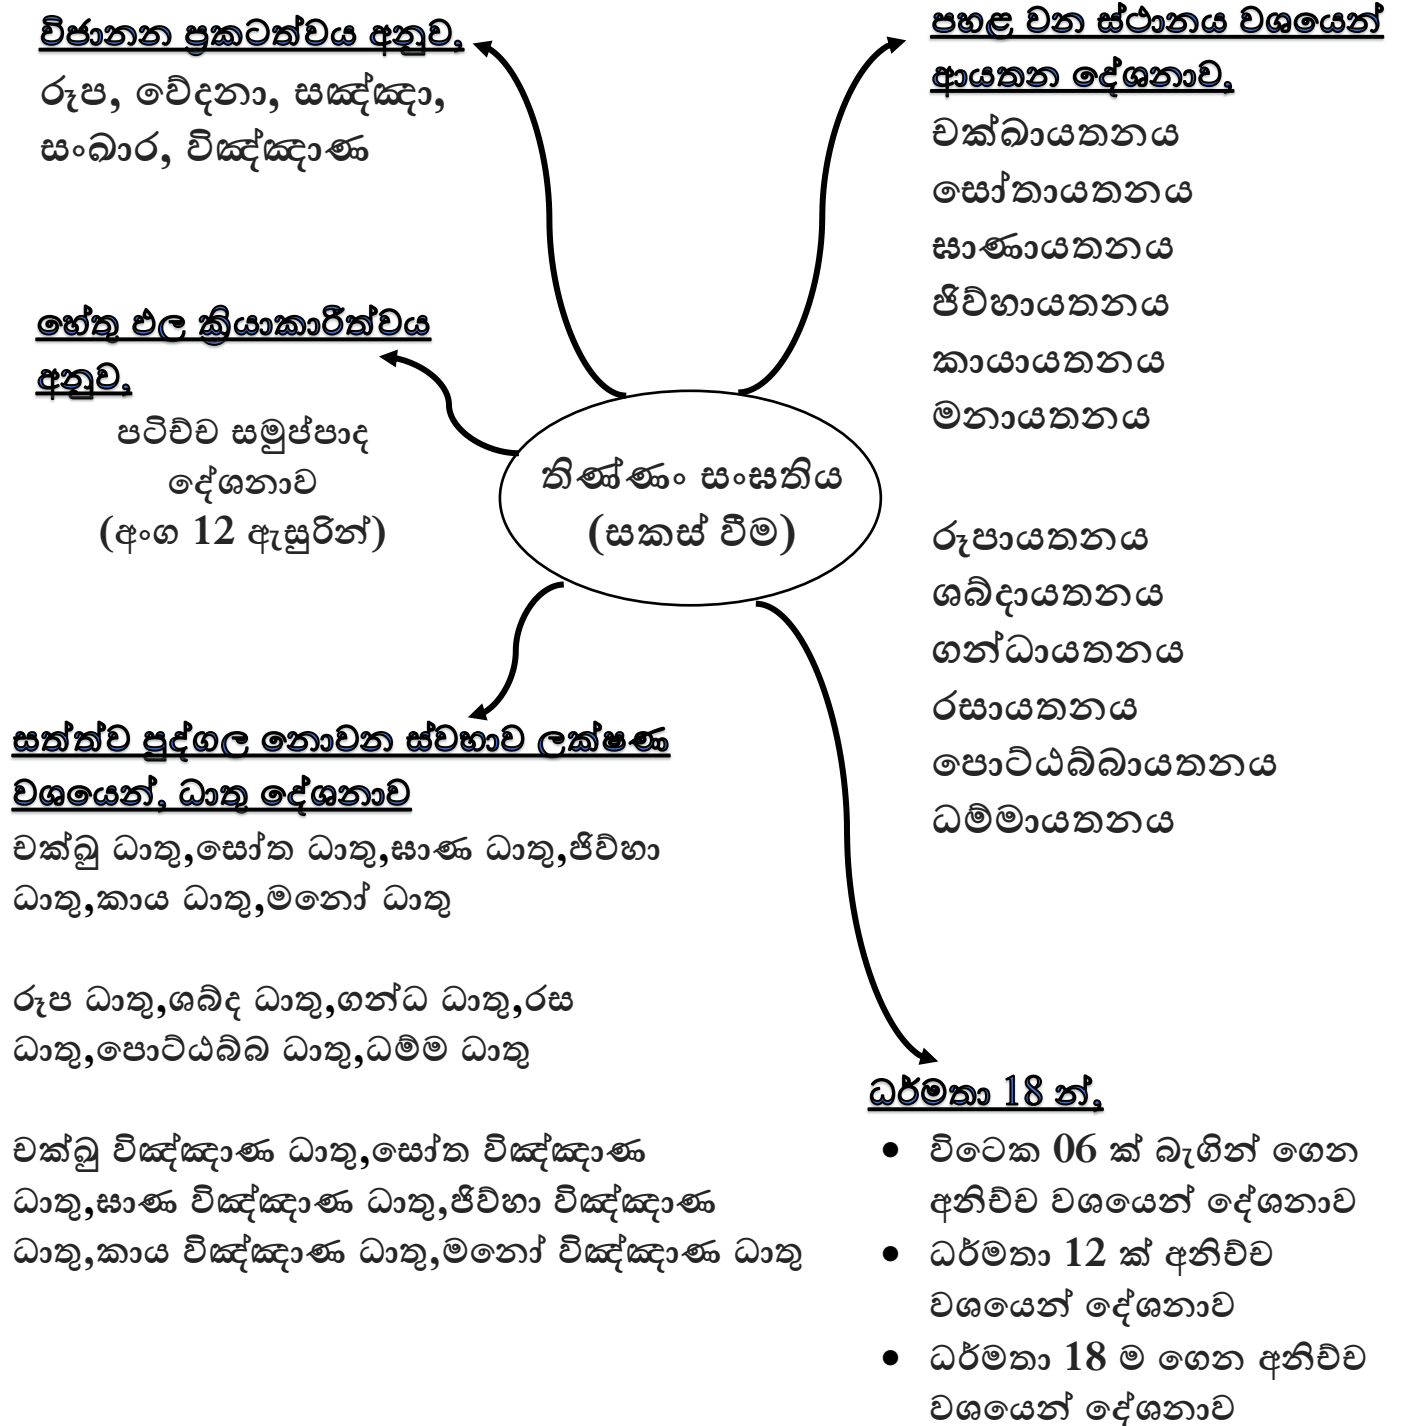 විජානන ප්‍රකටත්වය අනුව,
රූප, වේදනා, සඤ්ඤා,
සංඛාර, විඤ්ඤාණ
පහළ වන ස්ථානය වශයෙන්
ආයතන දේශනාව,
චක්ඛායතනය
සෝතායතනය
ඝාණායතනය
ජිව්හායතනය
කායායතනය
මනායතනය
රූපායතනය
ශබ්දායතනය
ගන්ධායතනය
රසායතනය
පොට්ඨබ්බායතනය
ධම්මායතනය
හේතු ඵල ක්‍රියාකාරීත්වය
අනුව,
පටිච්ච සමුප්පාද
දේශනාව
(අංග 12 ඇසුරින්)
තිණ්ණං සංඝතිය
(සකස් වීම)
සත්ත්ව පුද්ගල නොවන ස්වභාව ලක්ෂණ
වශයෙන්, ධාතු දේශනාව
චක්ඛු ධාතු,සෝත ධාතු,ඝාණ ධාතු,ජිව්හා
ධාතු,කාය ධාතු,මනෝ ධාතු
රූප ධාතු,ශබ්ද ධාතු,ගන්ධ ධාතු,රස
ධාතු,පොට්ඨබ්බ ධාතු,ධම්ම ධාතු
චක්ඛු විඤ්ඤාණ ධාතු,සෝත විඤ්ඤාණ
ධාතු,ඝාණ විඤ්ඤාණ ධාතු,ජිව්හා විඤ්ඤාණ
ධාතු,කාය විඤ්ඤාණ ධාතු,මනෝ විඤ්ඤාණ ධාතු
ධර්මතා 18 න්,
• විටෙක 06 ක් බැගින් ගෙන
අනිච්ච වශයෙන් දේශනාව
• ධර්මතා 12 ක් අනිච්ච
වශයෙන් දේශනාව
• ධර්මතා 18 ම ගෙන අනිච්ච
වශයෙන් දේශනාව